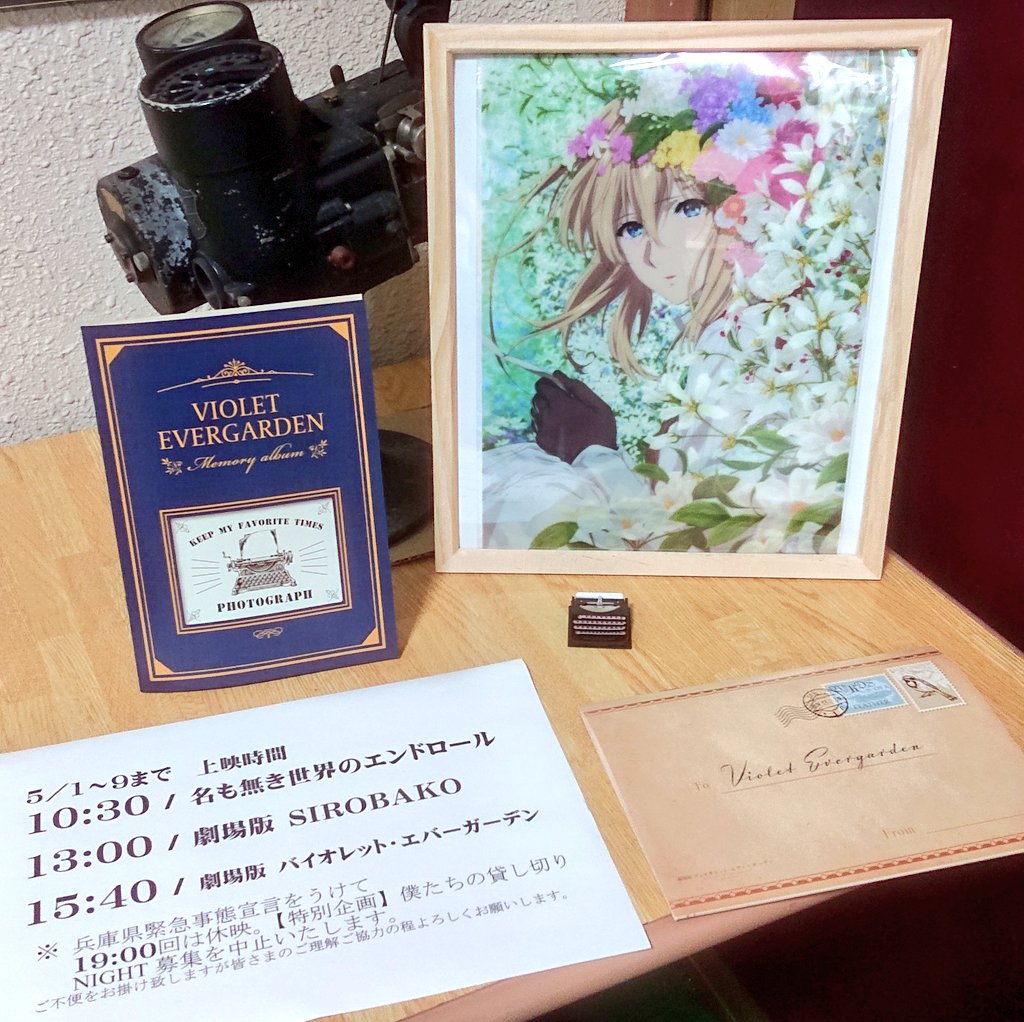 VIOLET
EVERGARDEN
Memory album
KEEP MY FAVORITE TIMES
PHOTOGRAPH
5/1〜9まで 上映時間
10:30 / 名も無き世界のエンドロール
13:00 / 劇場版 SIROBAKO
15:40 / 劇場版 バイオレット・エバーガーデン
※ 兵庫県緊急事態宣言をうけて
19:00回は休映。【特別企画】僕たちの貸し切り
NIGHT 募集を中止いたします。
ご不便をお掛け致しますが皆さまのご理解ご協力の程よろしくお願いします。
To Violet Evergarden
From